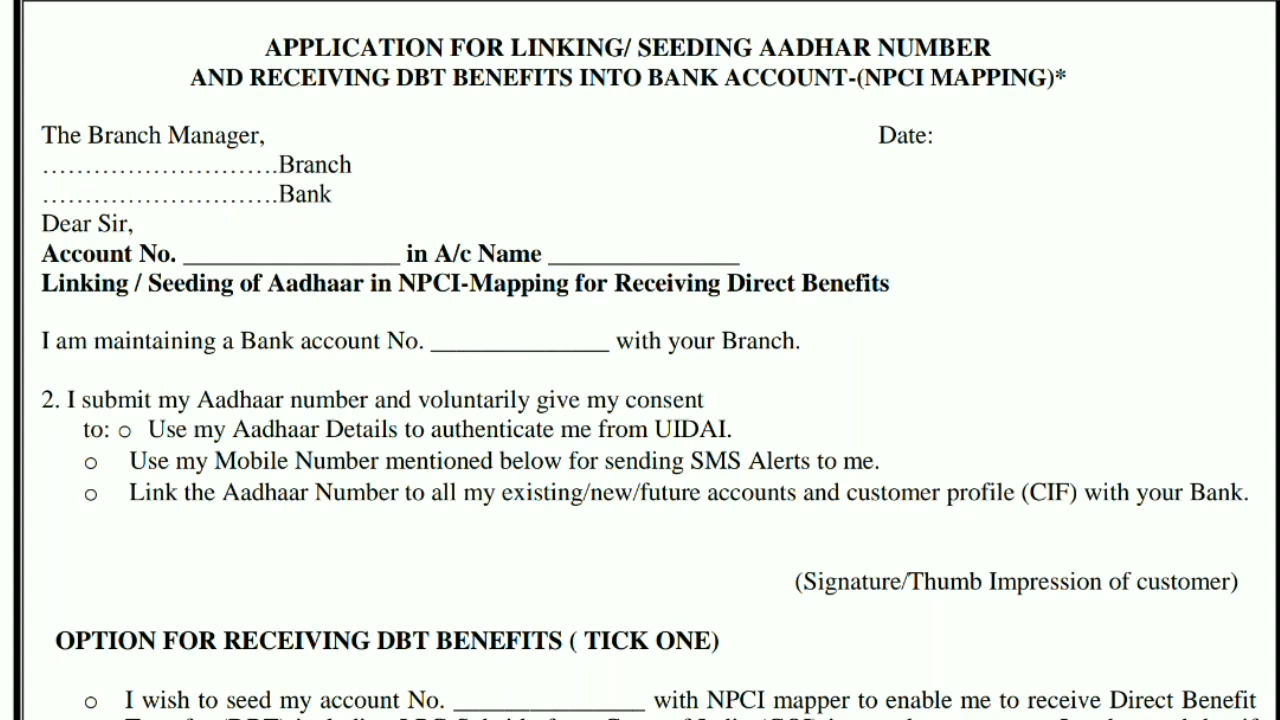 APPLICATION FOR LINKING/ SEEDING AADHAR NUMBER
AND RECEIVING DBT BENEFITS INTO BANK ACCOUNT-(NPCI MAPPING)*
The Branch Manager, Date:
……………………….Branch
……………………….Bank
Dear Sir,
Account No. _________________ in A/c Name _______________
Linking / Seeding of Aadhaar in NPCI-Mapping for Receiving Direct Benefits
I am maintaining a Bank account No. ______________ with your Branch.
2. I submit my Aadhaar number and voluntarily give my consent
to: o Use my Aadhaar Details to authenticate me from UIDAI.
o Use my Mobile Number mentioned below for sending SMS Alerts to me.
o Link the Aadhaar Number to all my existing/new/future accounts and customer profile (CIF) with your Bank.
(Signature/Thumb Impression of customer)
OPTION FOR RECEIVING DBT BENEFITS ( TICK ONE)
o I wish to seed my account No. _______________ with NPCI mapper to enable me to receive Direct Benefit